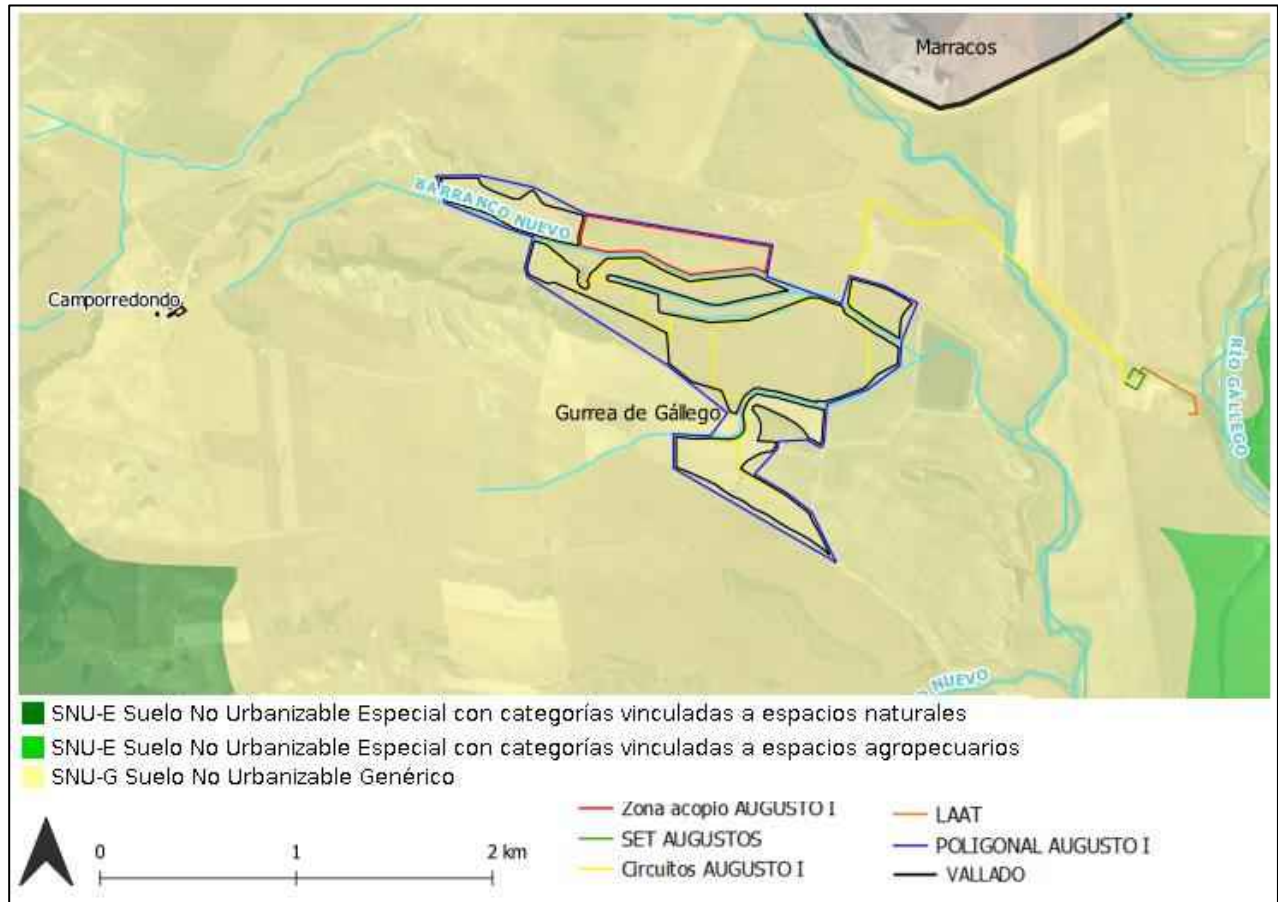 Marracos
BARRANCO NUEVO
Camporredondo
RÍO GÁLLEGO
Gurrea de Gállego
NUEVO
SNU-E Suelo No Urbanizable Especial con categorías vinculadas a espacios naturales
SNU-E Suelo No Urbanizable Especial con categorías vinculadas a espacios agropecuarios
SNU-G Suelo No Urbanizable Genérico
Zona acopio AUGUSTO I
LAAT
SET AUGUSTOS
POLIGONAL AUGUSTO I
Circuitos AUGUSTO I
VALLADO
0 1 2 km